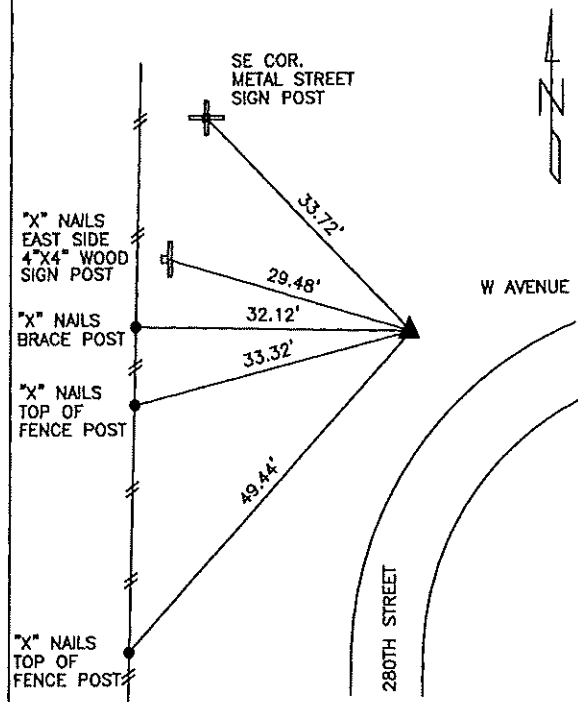 SE COR.
METAL STREET
SIGN POST
N
33.72'
"X" NAILS
EAST SIDE
4"X4" WOOD
SIGN POST
29.48'
W AVENUE
"X" NAILS
BRACE POST
32.12'
33.32'
"X" NAILS
TOP OF
FENCE POST
49.44'
280TH STREET
"X" NAILS
TOP OF
FENCE POST